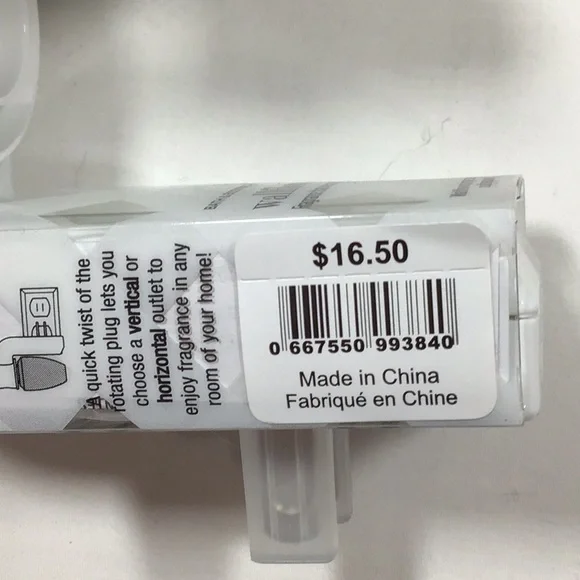 $16.50
0 667550 993840
Made in China
Fabriqué en Chine
A quick twist of the
rotating plug lets you
choose a vertical or
horizontal outlet to
enjoy fragrance in any
room of your home!